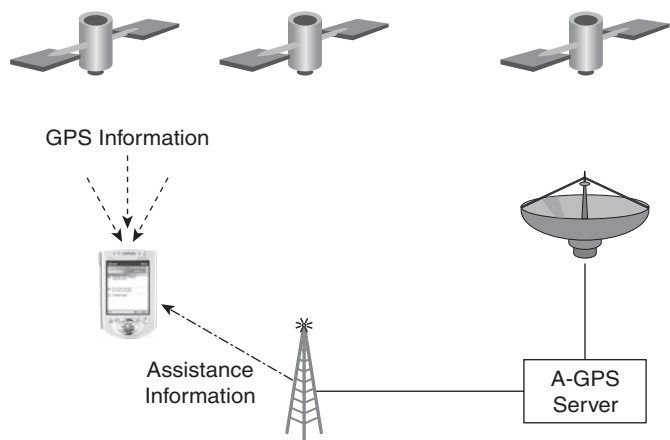 GPS Information
Assistance
Information
A-GPS
Server